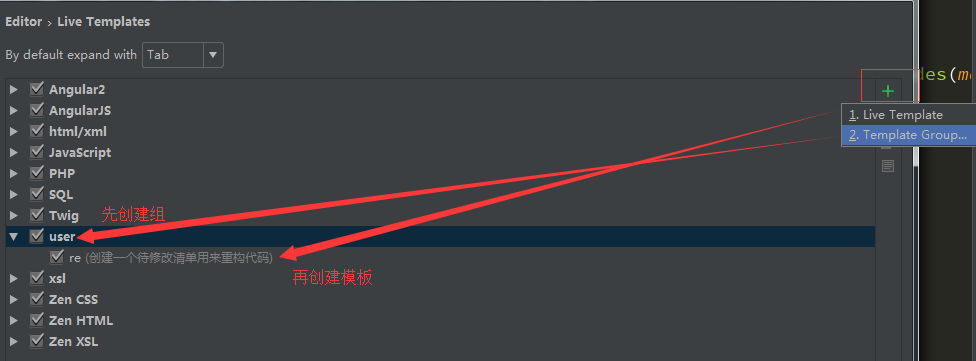 Editor › Live Templates
By default expand with Tab
Angular2
AngularJS
html/xml
JavaScript
PHP
SQL
Twig
先创建组
user
re (创建一个待修改清单用来重构代码)
再创建模板
xsl
Zen CSS
Zen HTML
Zen XSL
des(mo
1. Live Template
2. Template Group...